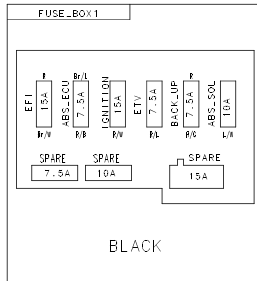 FUSE_BOX1
R Br/L R
EFI 15A ABS_ECU 7.5A IGNITION 15A ETV 7.5A BACK_UP 7.5A ABS_SOL 10A
Br/W R/B R/W R/L L/W
SPARE SPARE SPARE
7.5A 10A 15A
BLACK